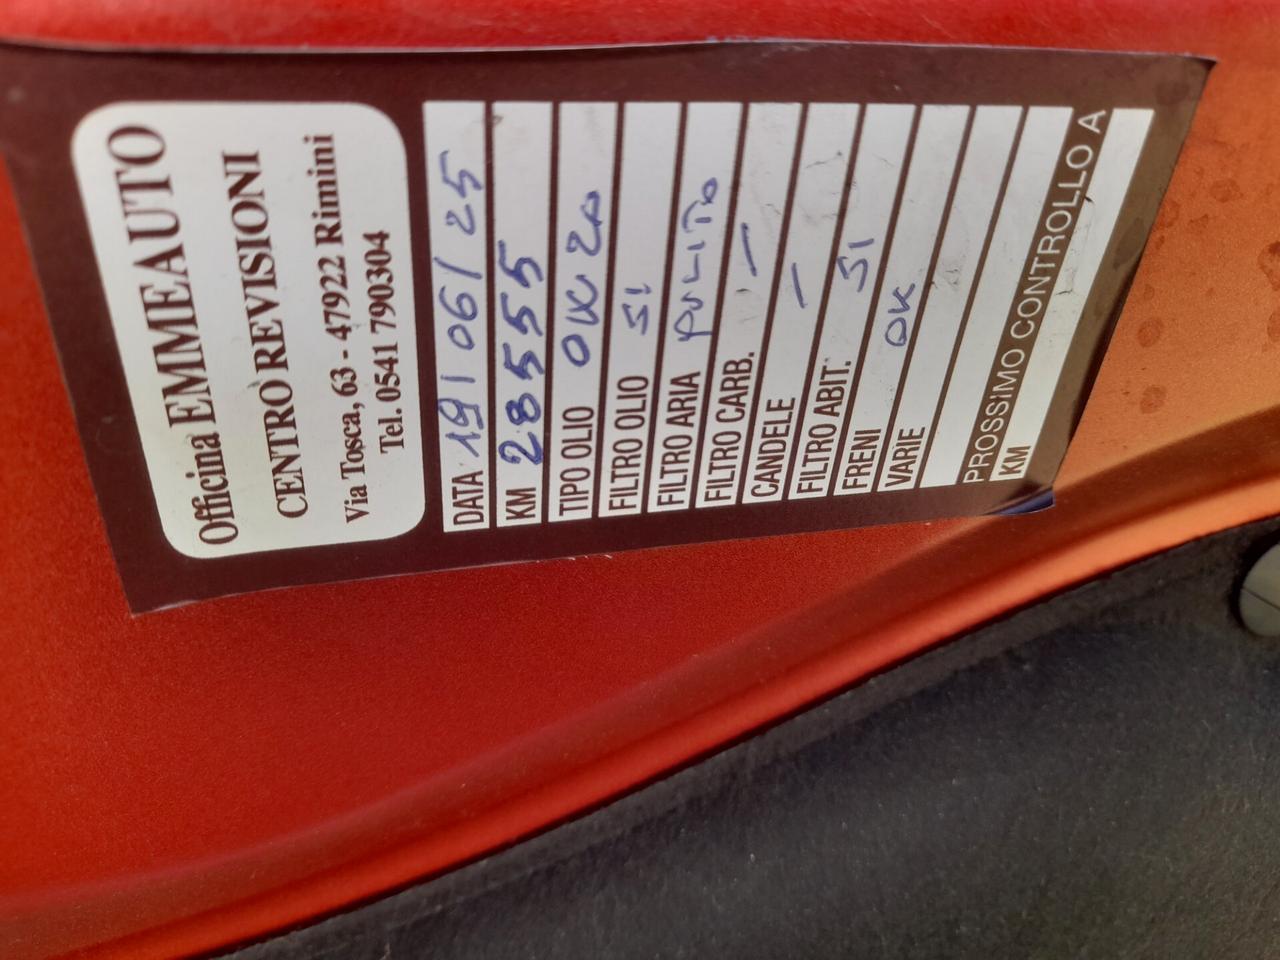 Officina EMMEAUTO
CENTRO REVISIONI
Via Tosca, 63 - 47922 Rimini
Tel. 0541 790304
DATA 19/06/25
KM 28555
TIPO OLIO 0W20
FILTRO OLIO SI
FILTRO ARIA PULITO
FILTRO CARB. —
CANDELE —
FILTRO ABIT. SI
FRENI OK
VARIE
PROSSIMO CONTROLLO A
KM